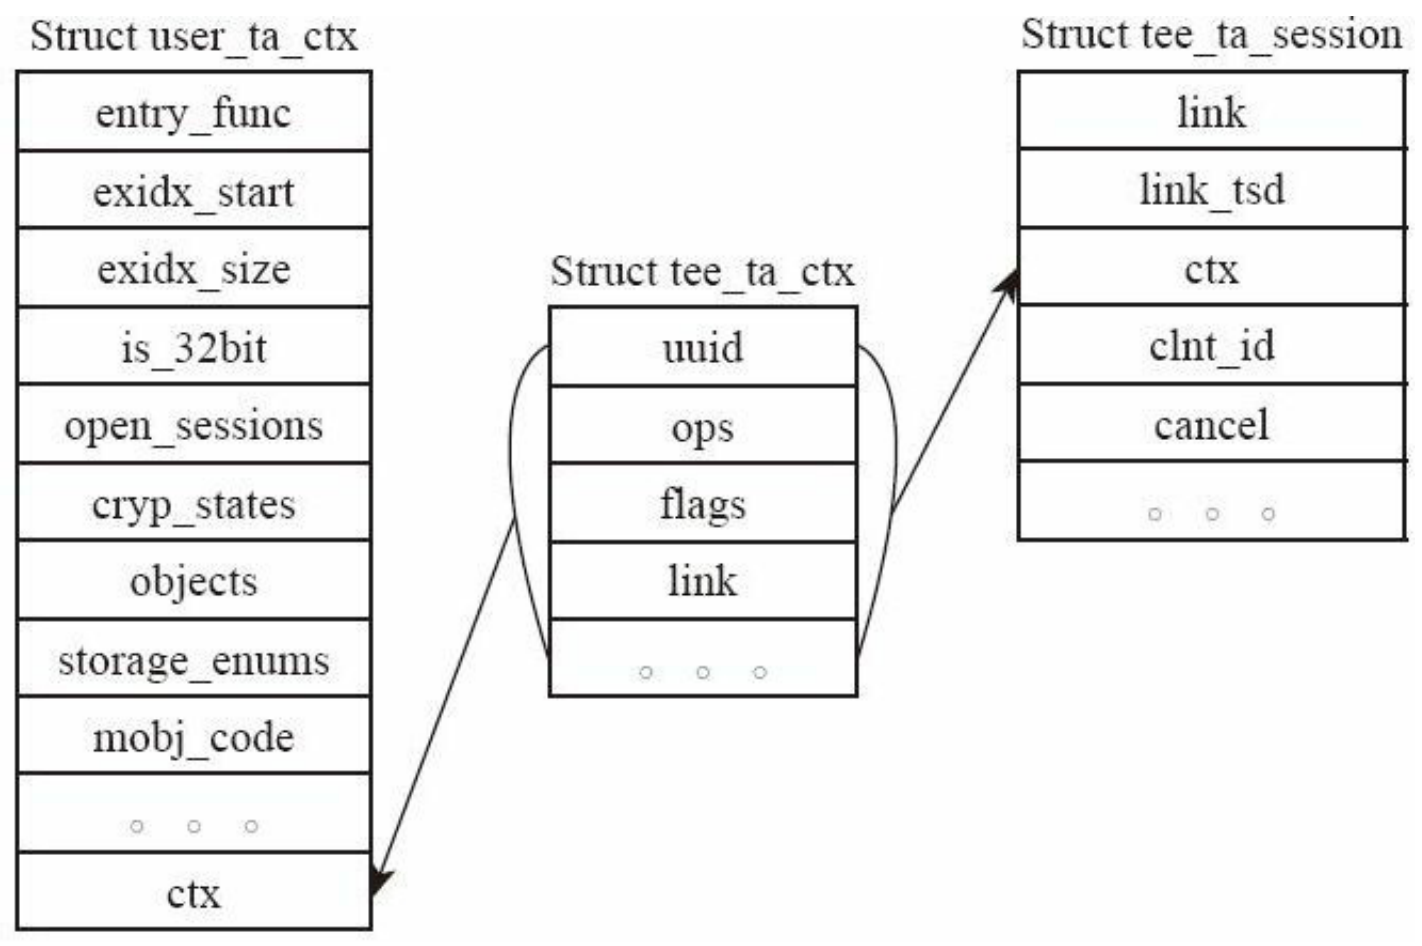 Struct user_ta_ctx
entry_func
exidx_start
exidx_size
is_32bit
open_sessions
cryp_states
objects
storage_enums
mobj_code
ctx
Struct tee_ta_ctx
uuid
ops
flags
link
Struct tee_ta_session
link
link_tsd
ctx
clnt_id
cancel